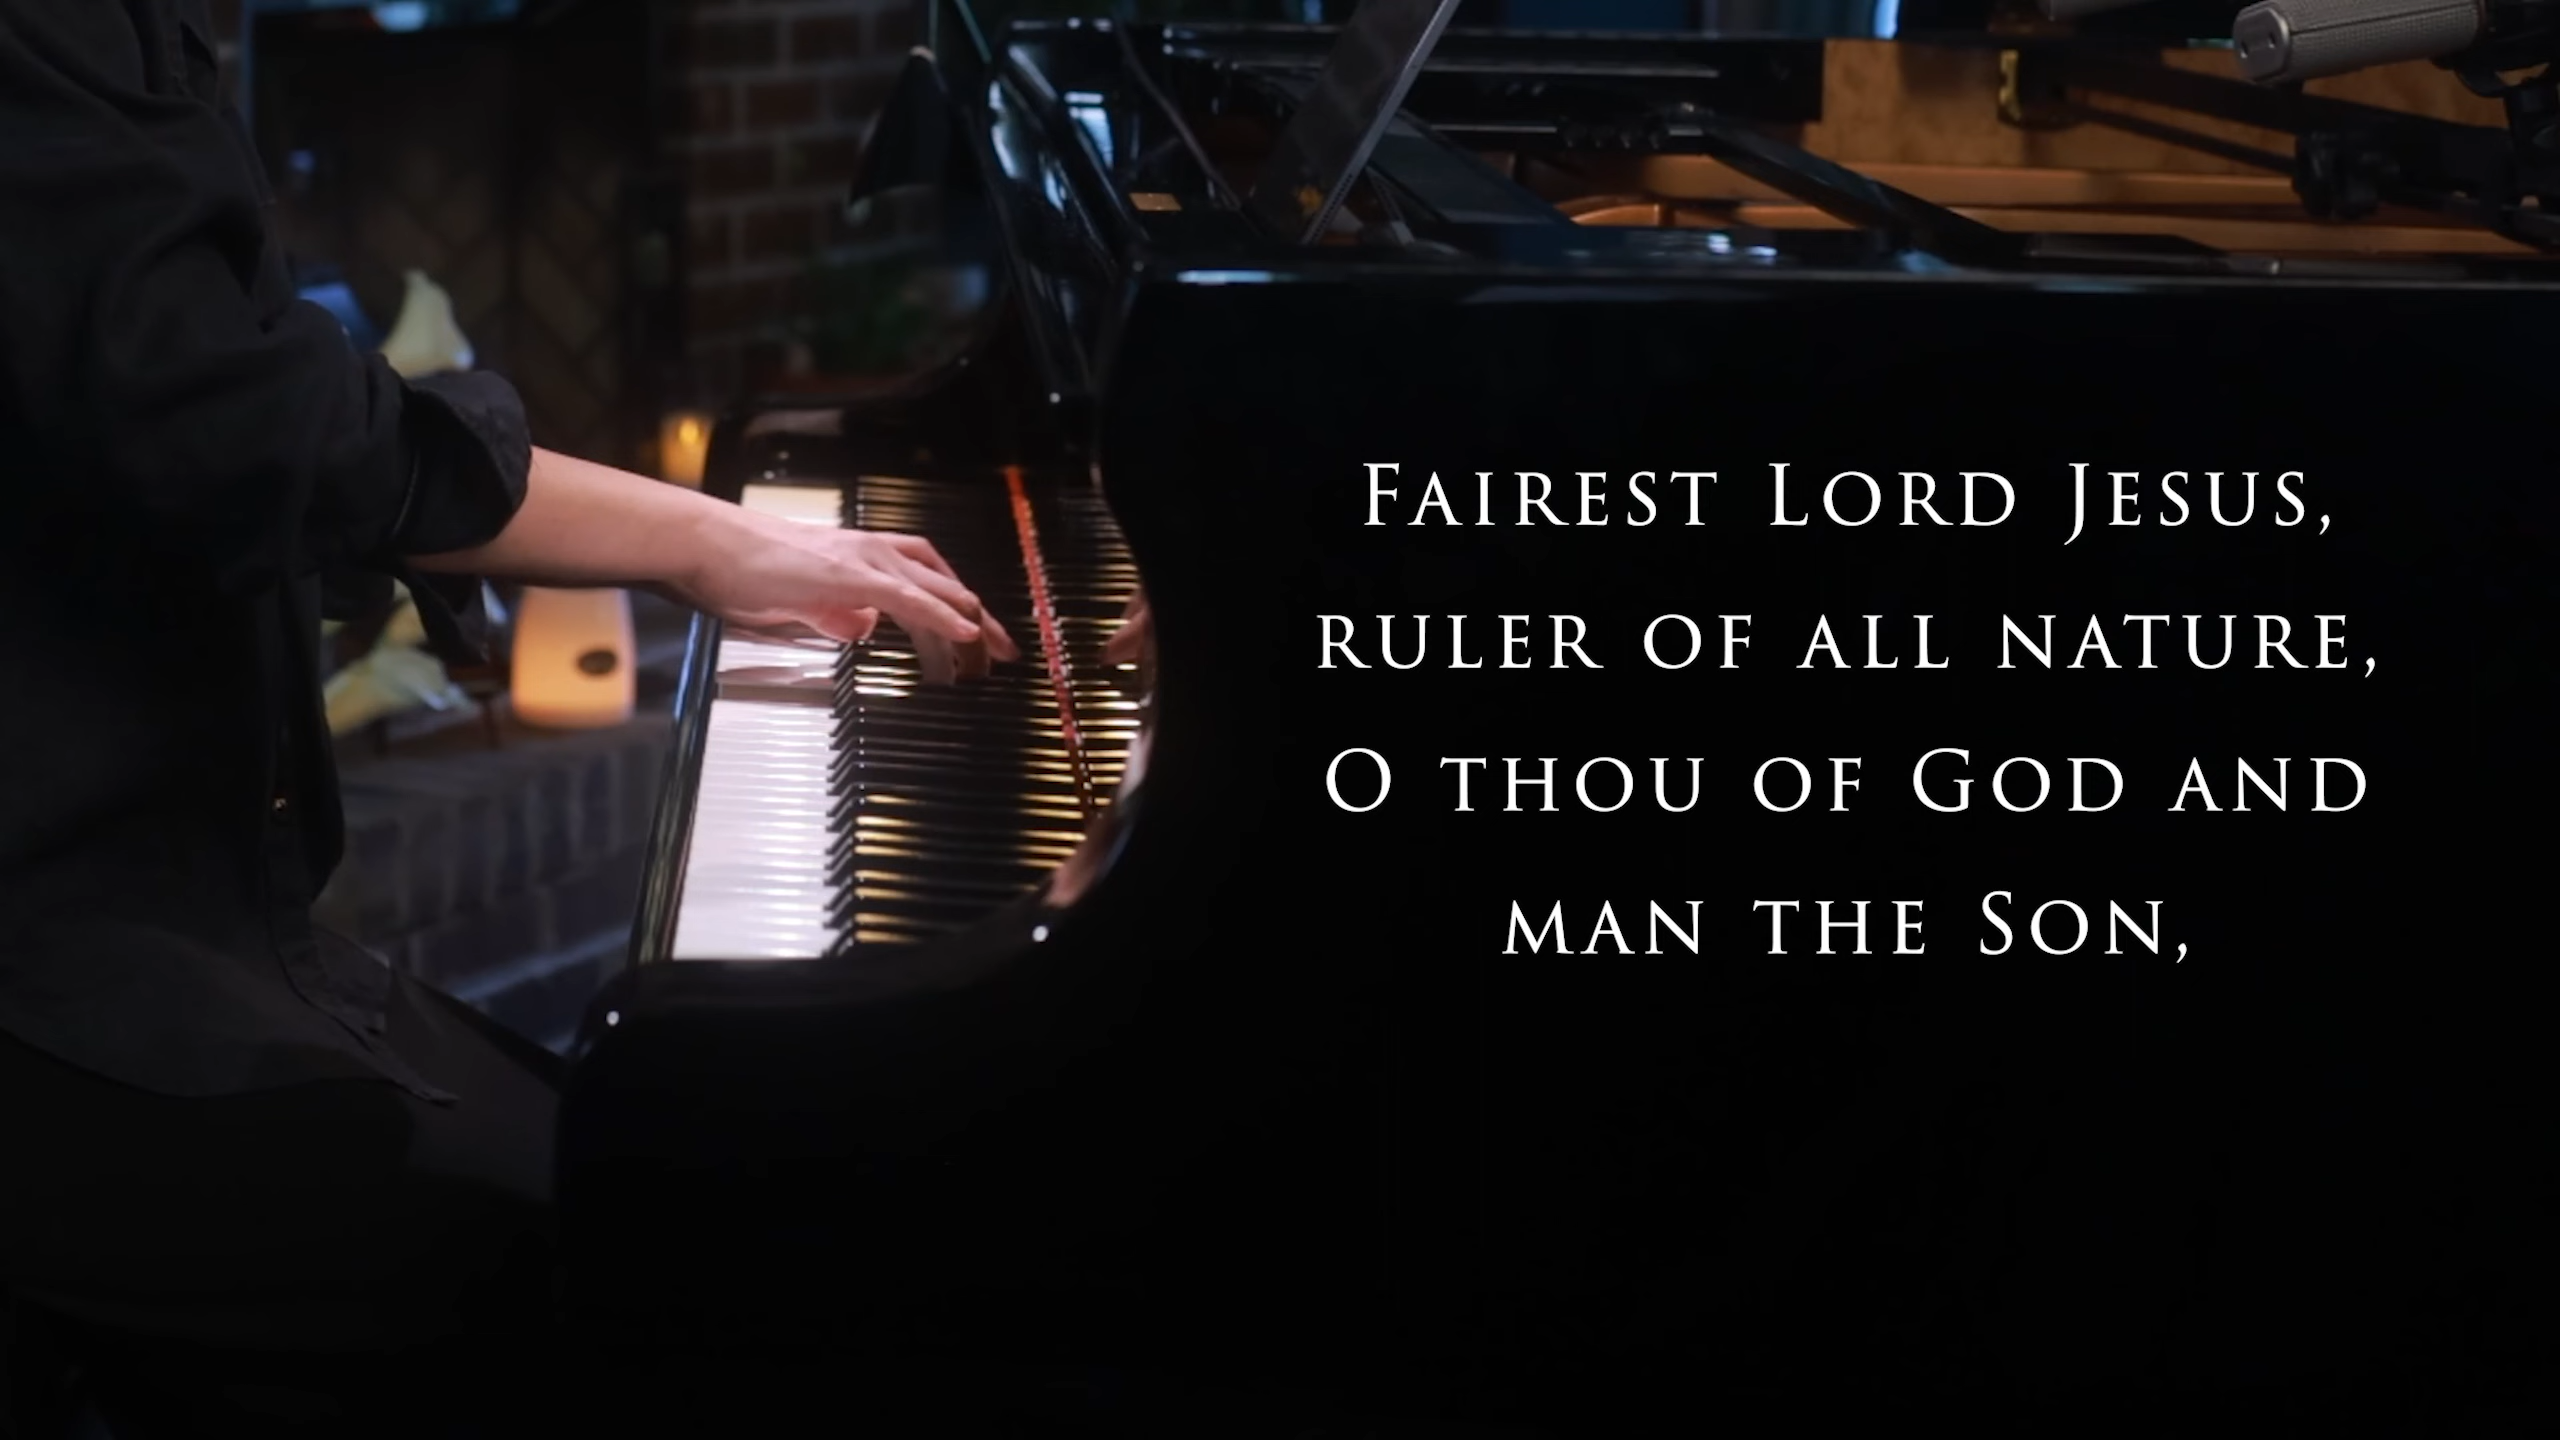 Fairest Lord Jesus,
ruler of all nature,
O thou of God and
man the Son,